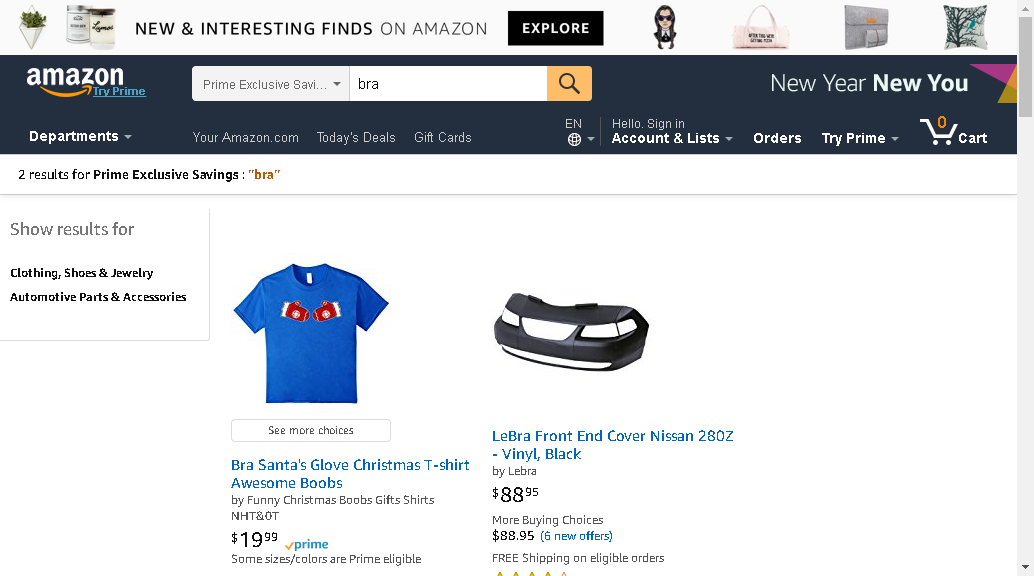 NEW & INTERESTING FINDS ON AMAZON
EXPLORE
amazon
Try Prime
Prime Exclusive Savi...
bra
New Year New You
Departments
Your Amazon.com
Today's Deals
Gift Cards
EN
Hello. Sign in
Account & Lists
Orders
Try Prime
0
Cart
2 results for Prime Exclusive Savings : "bra"
Show results for
Clothing, Shoes & Jewelry
Automotive Parts & Accessories
See more choices
Bra Santa's Glove Christmas T-shirt
Awesome Boobs
by Funny Christmas Boobs Gifts Shirts
NHT&0T
$19.99 prime
Some sizes/colors are Prime eligible
LeBra Front End Cover Nissan 280Z
- Vinyl, Black
by Lebra
$88.95
More Buying Choices
$88.95 (6 new offers)
FREE Shipping on eligible orders